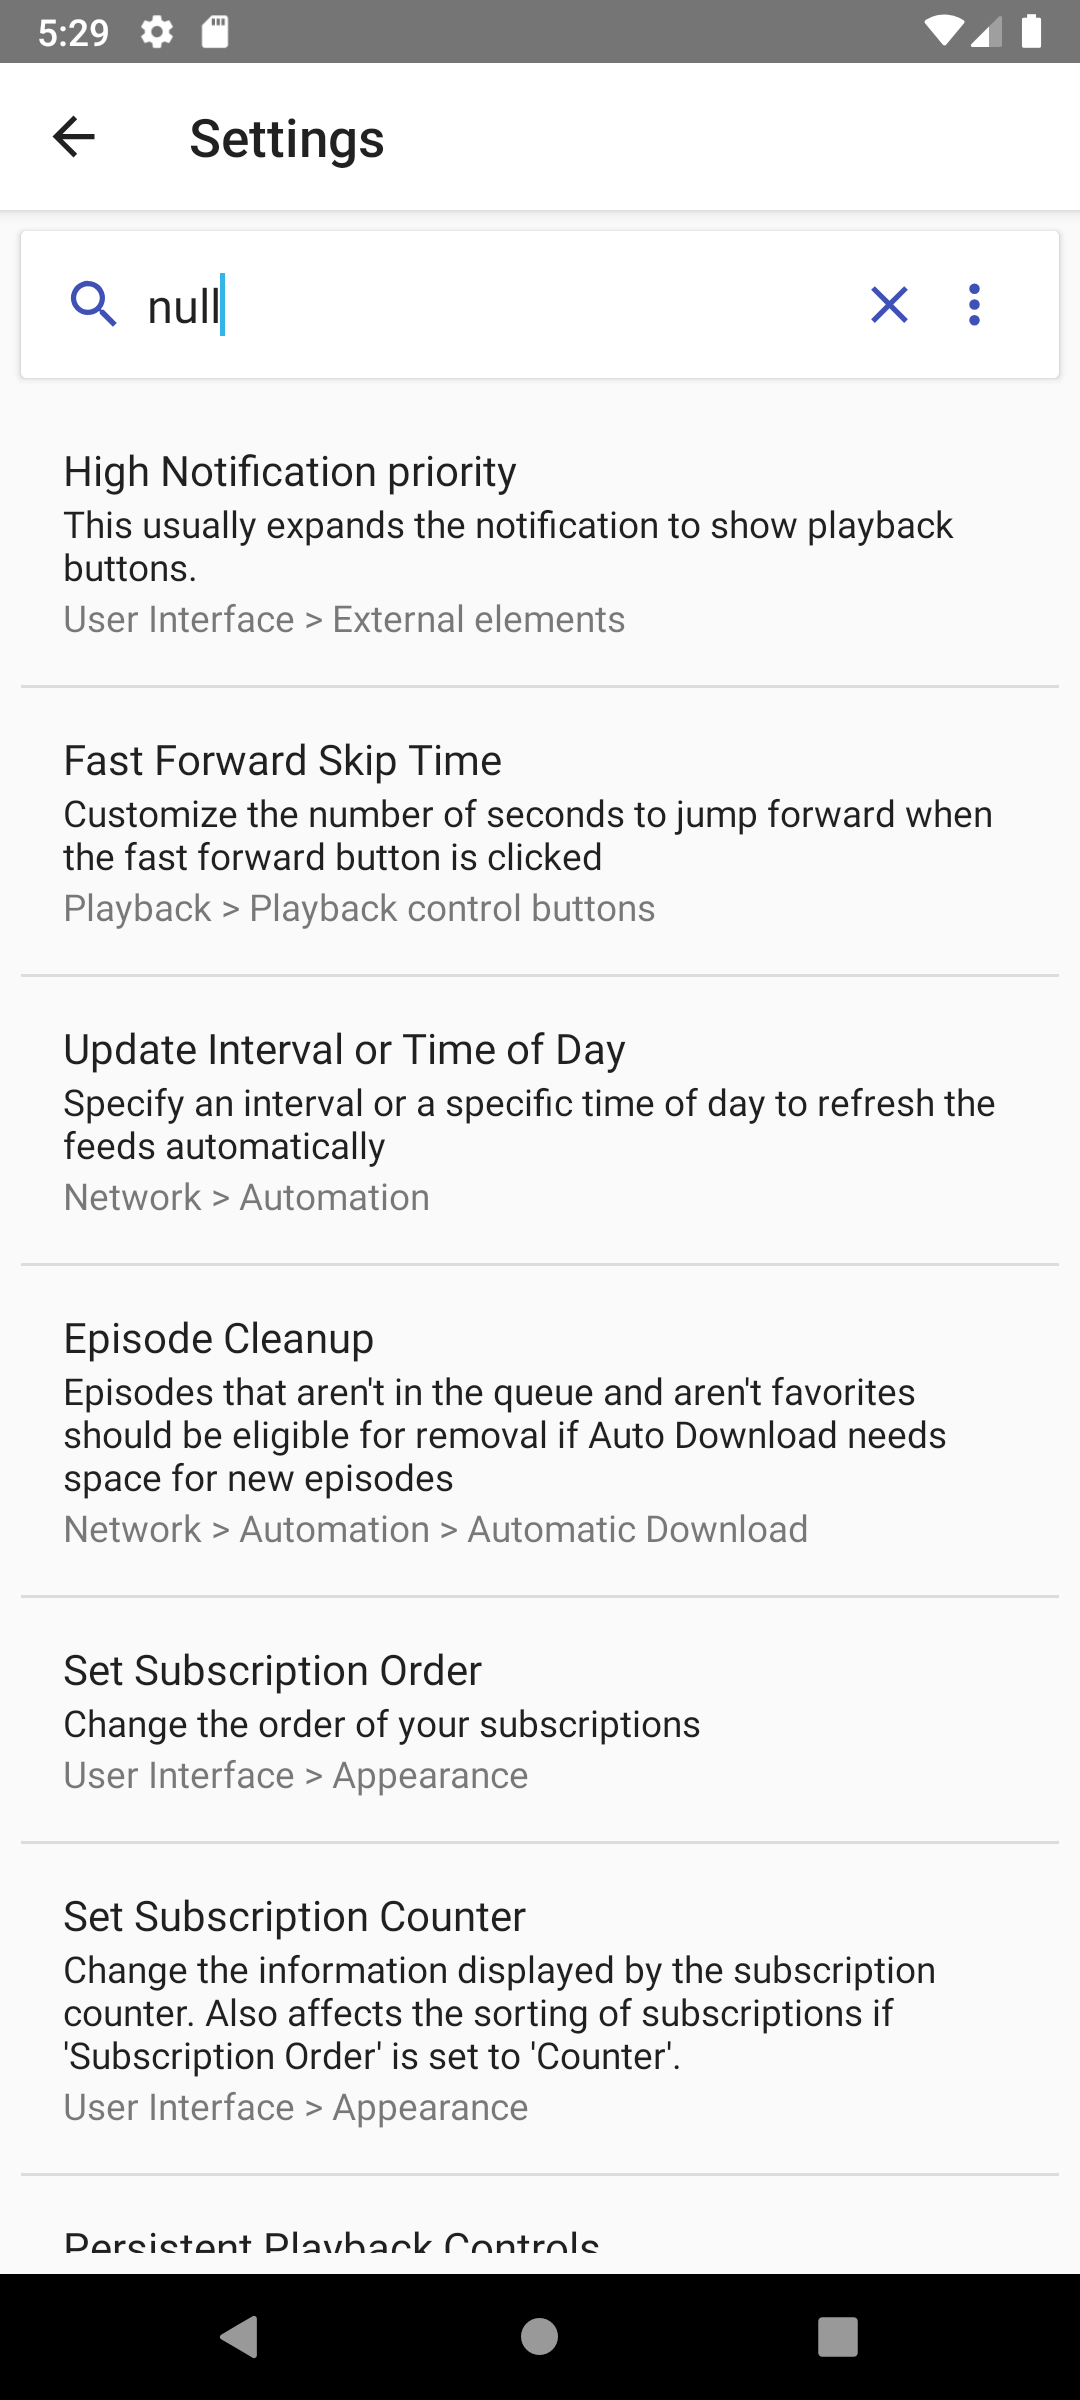 5:29
Settings
null
High Notification priority
This usually expands the notification to show playback
buttons.
User Interface > External elements
Fast Forward Skip Time
Customize the number of seconds to jump forward when
the fast forward button is clicked
Playback > Playback control buttons
Update Interval or Time of Day
Specify an interval or a specific time of day to refresh the
feeds automatically
Network > Automation
Episode Cleanup
Episodes that aren't in the queue and aren't favorites
should be eligible for removal if Auto Download needs
space for new episodes
Network > Automation > Automatic Download
Set Subscription Order
Change the order of your subscriptions
User Interface > Appearance
Set Subscription Counter
Change the information displayed by the subscription
counter. Also affects the sorting of subscriptions if
'Subscription Order' is set to 'Counter'.
User Interface > Appearance
Persistent Playback Controls